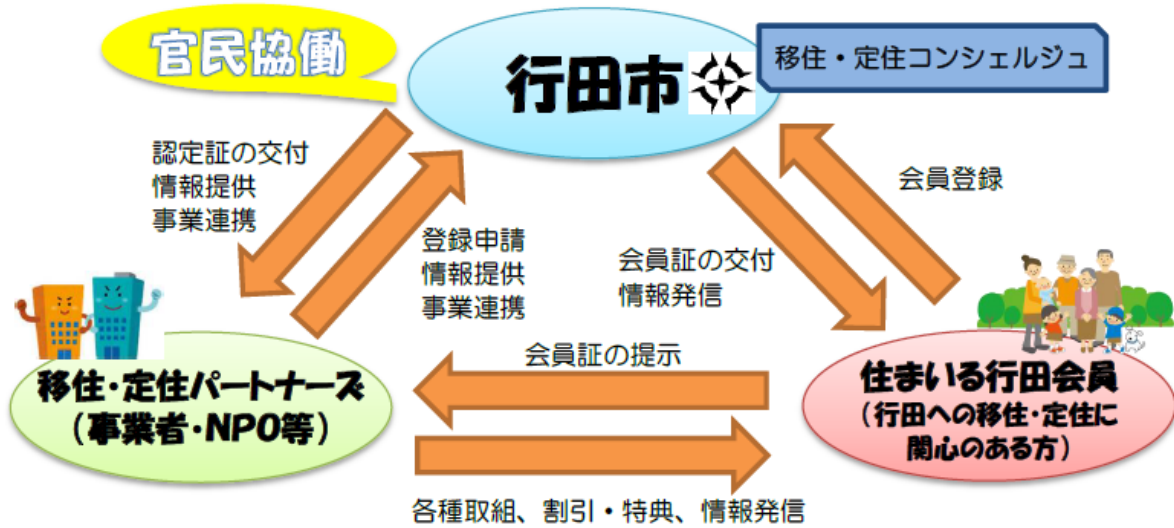 官民協働
行田市
移住・定住コンシェルジュ
認定証の交付
情報提供
事業連携
登録申請
情報提供
事業連携
会員証の交付
情報発信
会員登録
会員証の提示
移住・定住パートナーズ
（事業者・NPO等）
住まいる行田会員
（行田への移住・定住に
関心のある方）
各種取組、割引・特典、情報発信